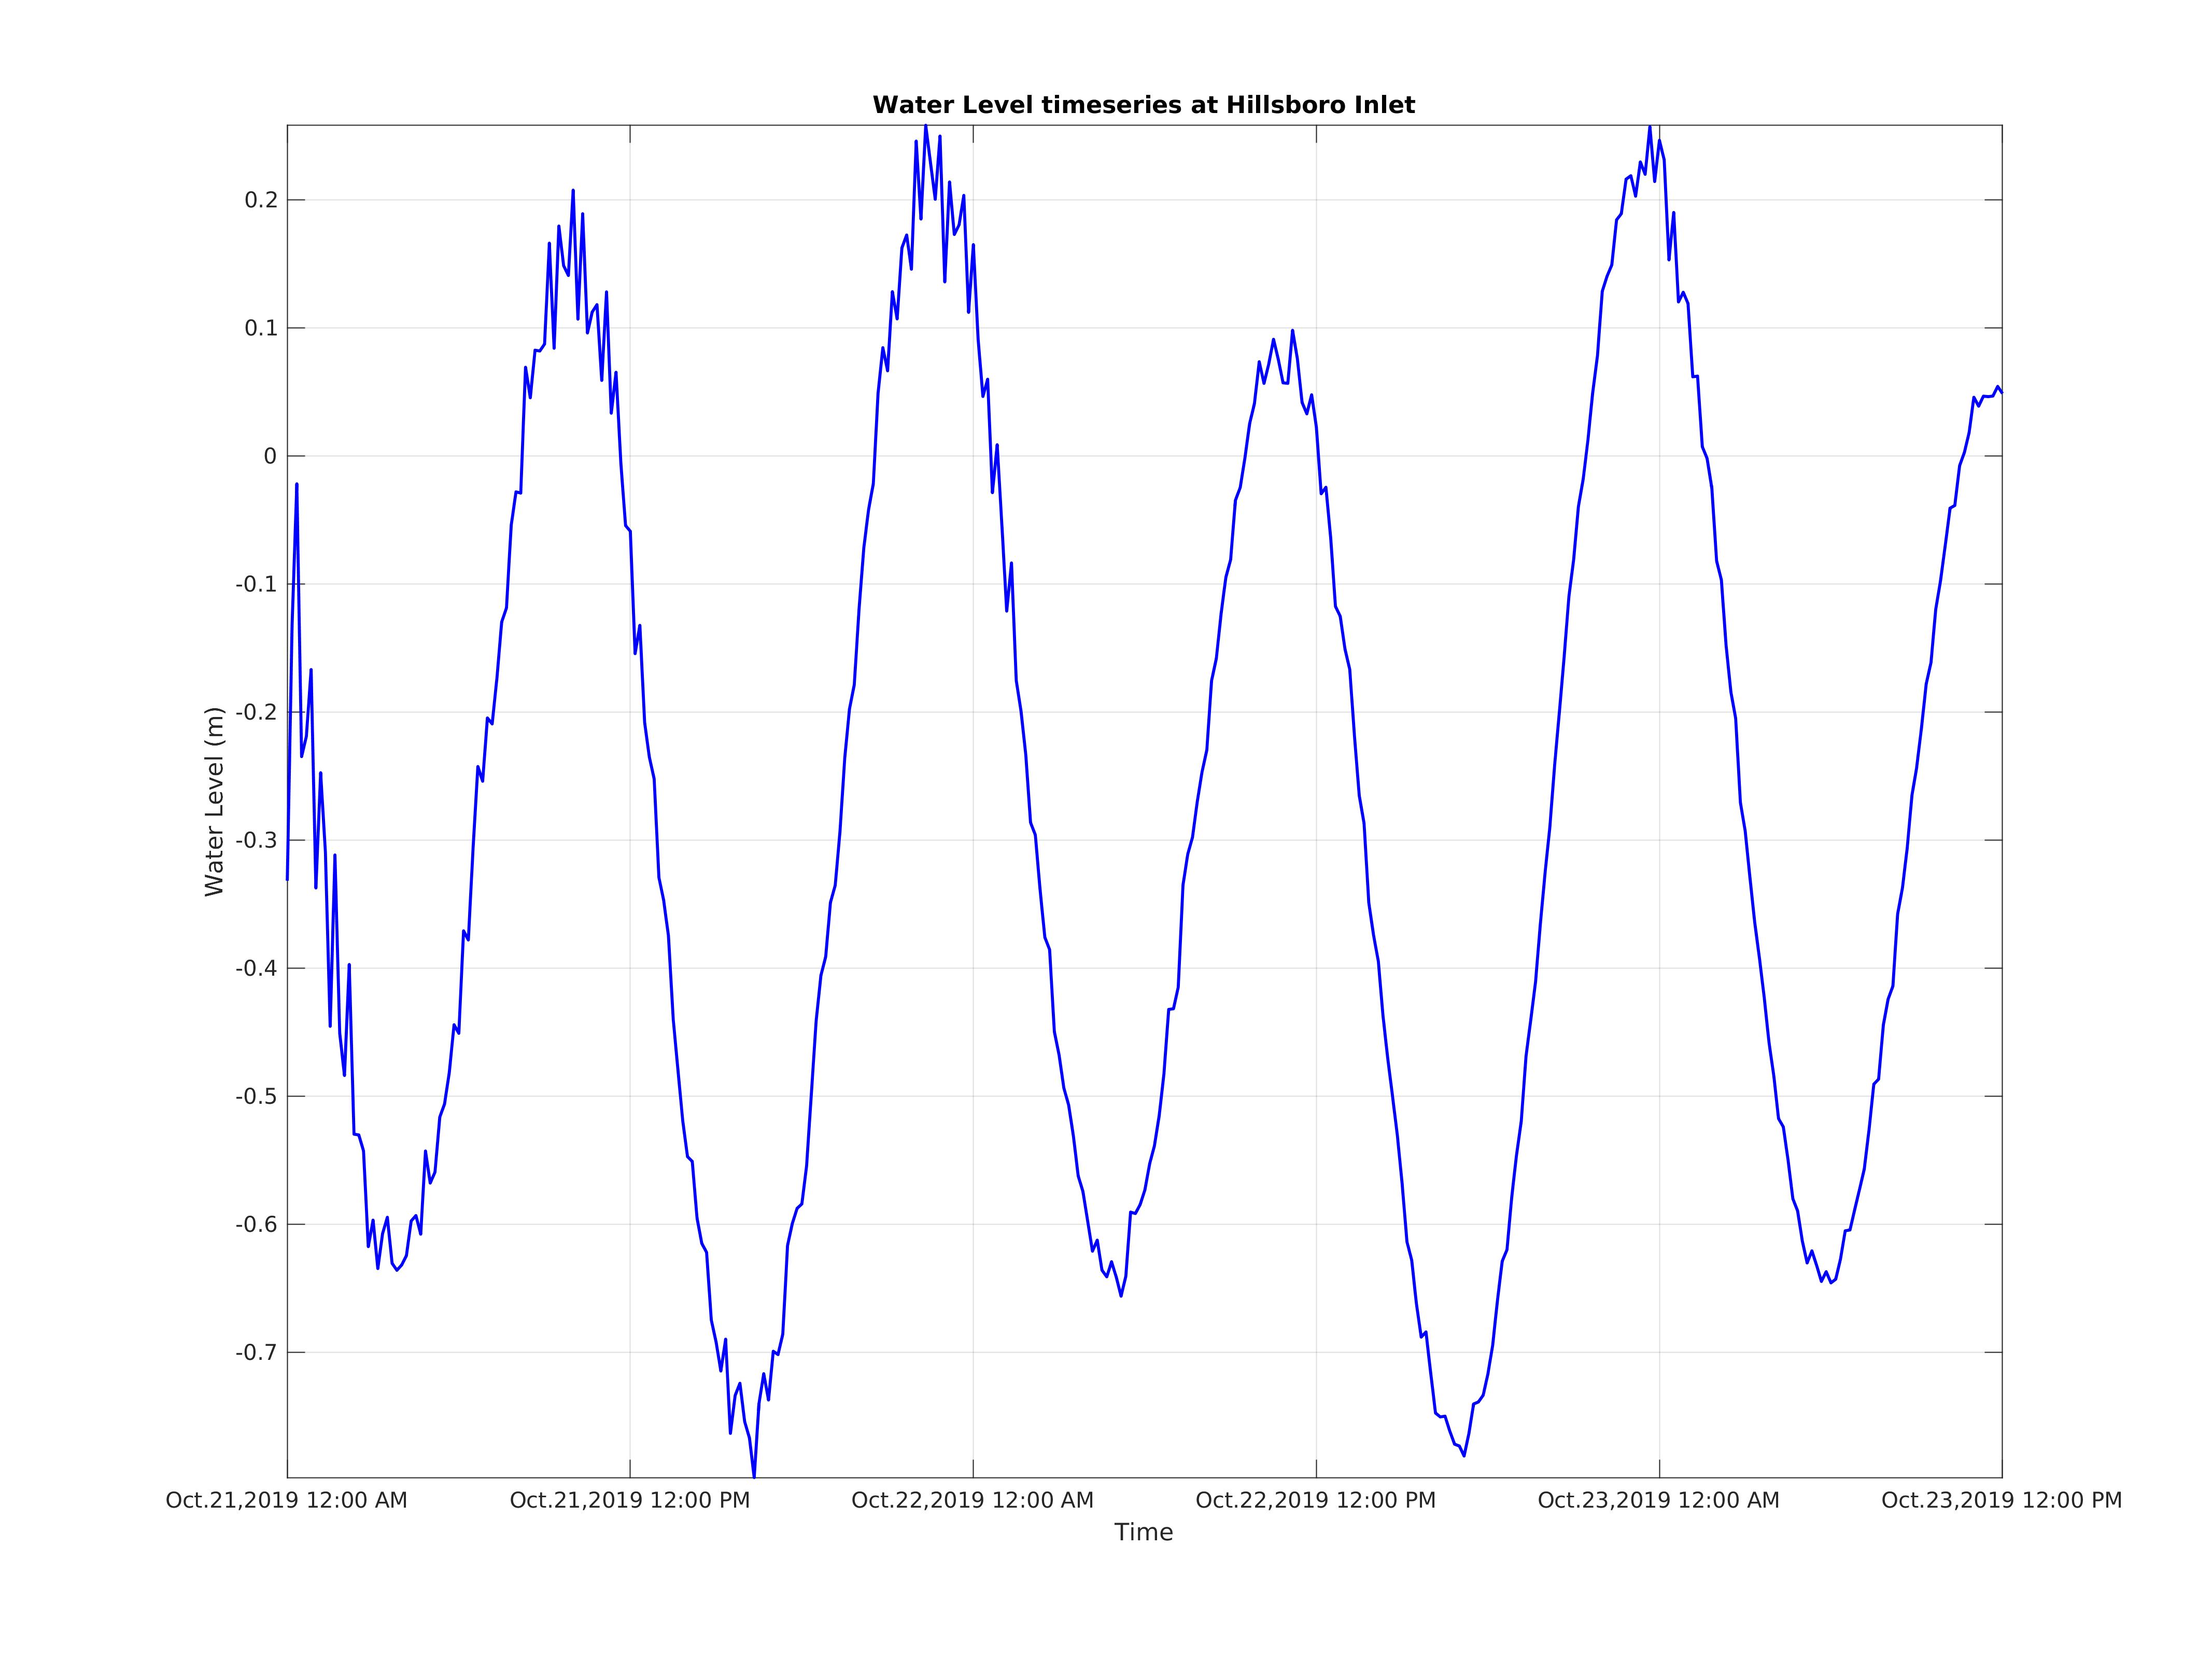 Water Level timeseries at Hillsboro Inlet
0.2
0.1
0
-0.1
-0.2
-0.3
-0.4
-0.5
-0.6
-0.7
Water Level (m)
Oct.21,2019 12:00 AM Oct.21,2019 12:00 PM Oct.22,2019 12:00 AM Oct.22,2019 12:00 PM Oct.23,2019 12:00 AM Oct.23,2019 12:00 PM
Time